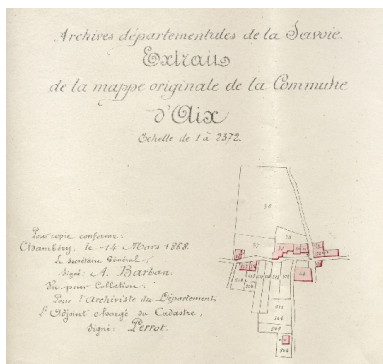 Archives départementales de la Savoie.
Extrait
de la mappe originale de la Commune
d'Aix
Echelle de 1 à 2372.
Pour copie conforme:
Chambéry, le 14 Mars 1868.
Le Secrétaire Général,
Signé: A. Barbau
Vu pour Collation:
Pour l'Archiviste du Département,
l'Adjoint chargé du Cadastre,
Signé: Perrot.